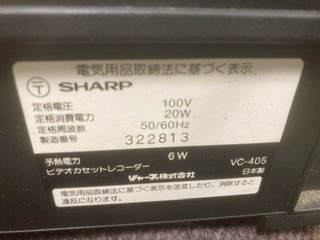 電気用品取締法に基づく表示
〒 SHARP
定格電圧 100V
定格消費電力 20W
定格周波数 50/60Hz
製造番号 322813
予熱電力 6W
ビデオカセットレコーダー VC-405
シャープ株式会社 日本製
電気用品取締法に基づく表示を改変したり、消除すると
違反になります。